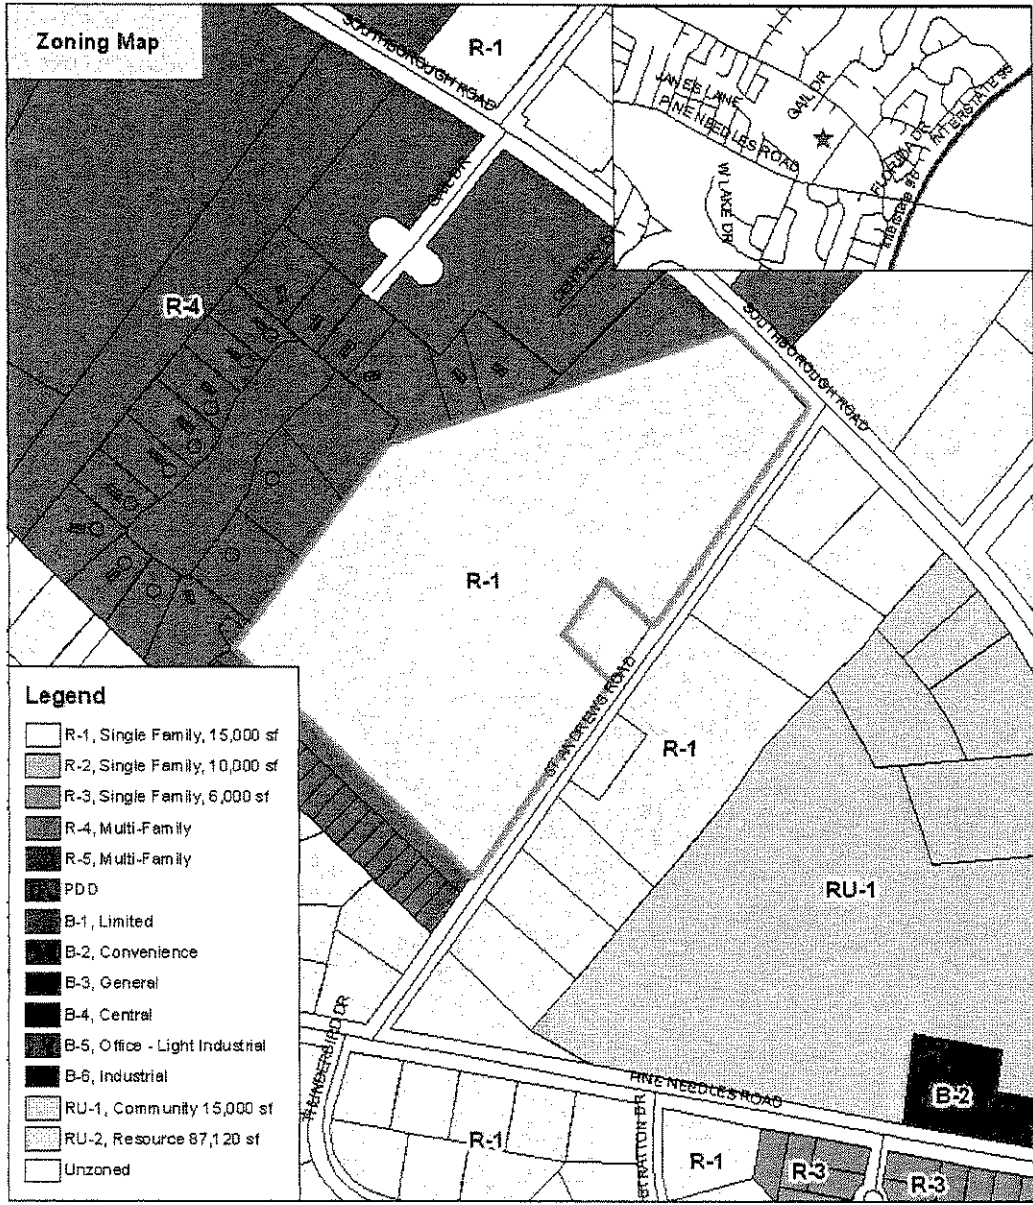 Zoning Map
SOUTHBOROUGH ROAD
R-1
JANES LANE
PINE NEEDLES ROAD
GAIL DR
FLORIDA DR
INTERSTATE 95
Interstate 95
W LAKE DR
GAIL DR
R-4
SOUTHBOROUGH ROAD
R-1
ST ANDREWS ROAD
R-1
RU-1
Legend
R-1, Single Family, 15,000 sf
R-2, Single Family, 10,000 sf
R-3, Single Family, 6,000 sf
R-4, Multi-Family
R-5, Multi-Family
PDD
B-1, Limited
B-2, Convenience
B-3, General
B-4, Central
B-5, Office - Light Industrial
B-6, Industrial
RU-1, Community 15,000 sf
RU-2, Resource 87,120 sf
Unzoned
THUNDERBIRD DR
PINE NEEDLES ROAD
STRATTON DR
B-2
R-1
R-1
R-3
R-3